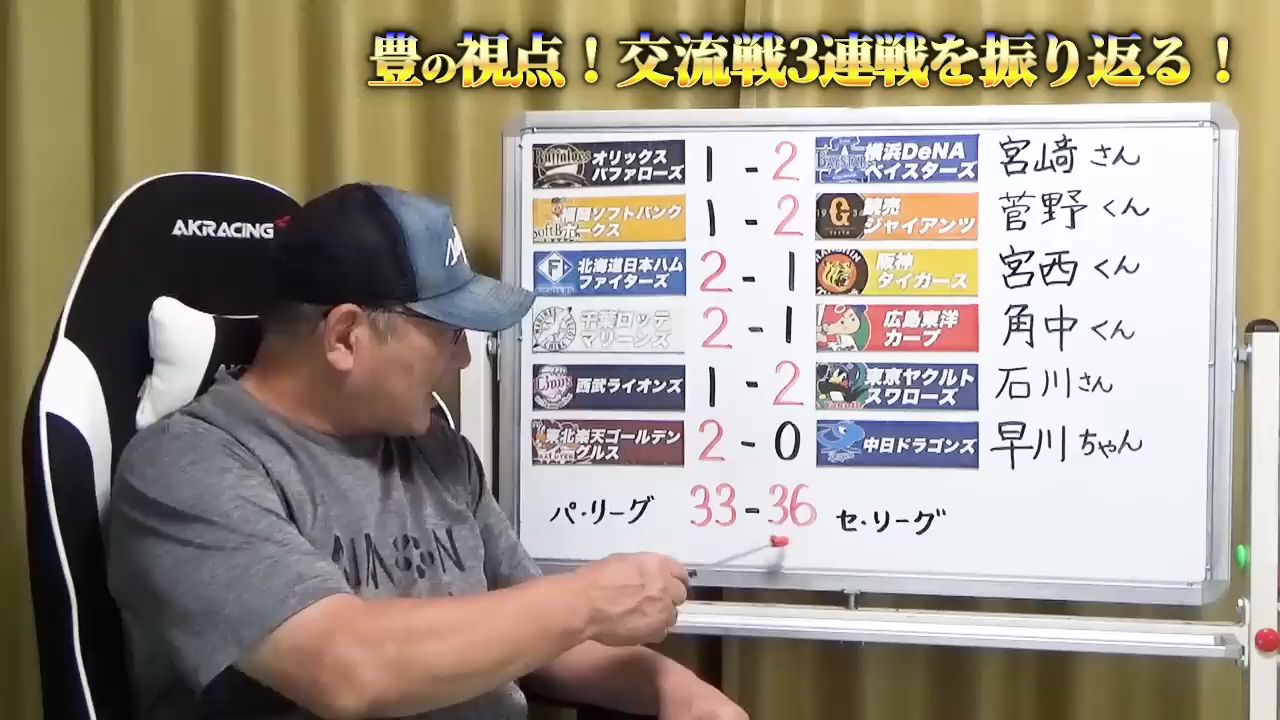 豊の視点！交流戦3連戦を振り返る！
AKRACING
オリックス バファローズ 1 - 2 横浜DeNA ベイスターズ 宮﨑さん
福岡ソフトバンク ホークス 1 - 2 読売 ジャイアンツ 菅野くん
北海道日本ハム ファイターズ 2 - 1 阪神 タイガース 宮西くん
千葉ロッテ マリーンズ 2 - 1 広島東洋 カープ 角中くん
西武ライオンズ 1 - 2 東京ヤクルト スワローズ 石川さん
東北楽天ゴールデン グルス 2 - 0 中日ドラゴンズ 早川ちゃん
パ・リーグ 33 - 36 セ・リーグ